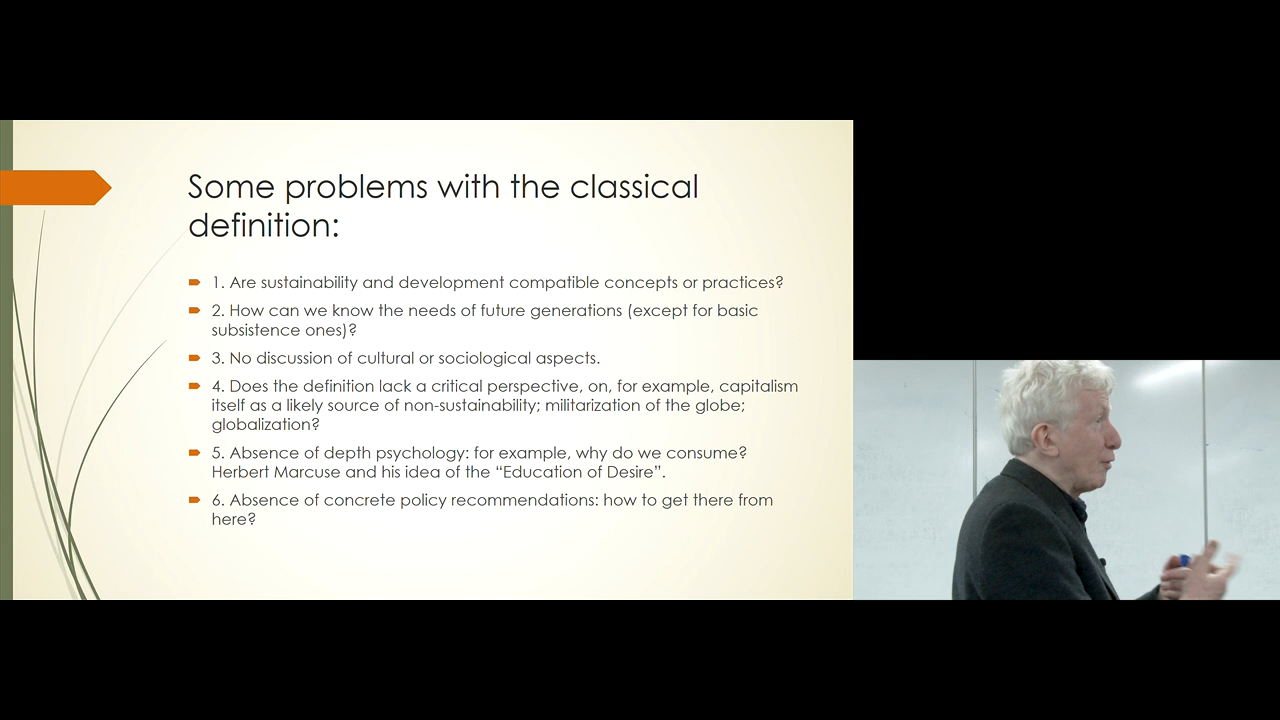 Some problems with the classical
definition:
1. Are sustainability and development compatible concepts or practices?
2. How can we know the needs of future generations (except for basic
subsistence ones)?
3. No discussion of cultural or sociological aspects.
4. Does the definition lack a critical perspective, on, for example, capitalism
itself as a likely source of non-sustainability; militarization of the globe;
globalization?
5. Absence of depth psychology: for example, why do we consume?
Herbert Marcuse and his idea of the “Education of Desire”.
6. Absence of concrete policy recommendations: how to get there from
here?